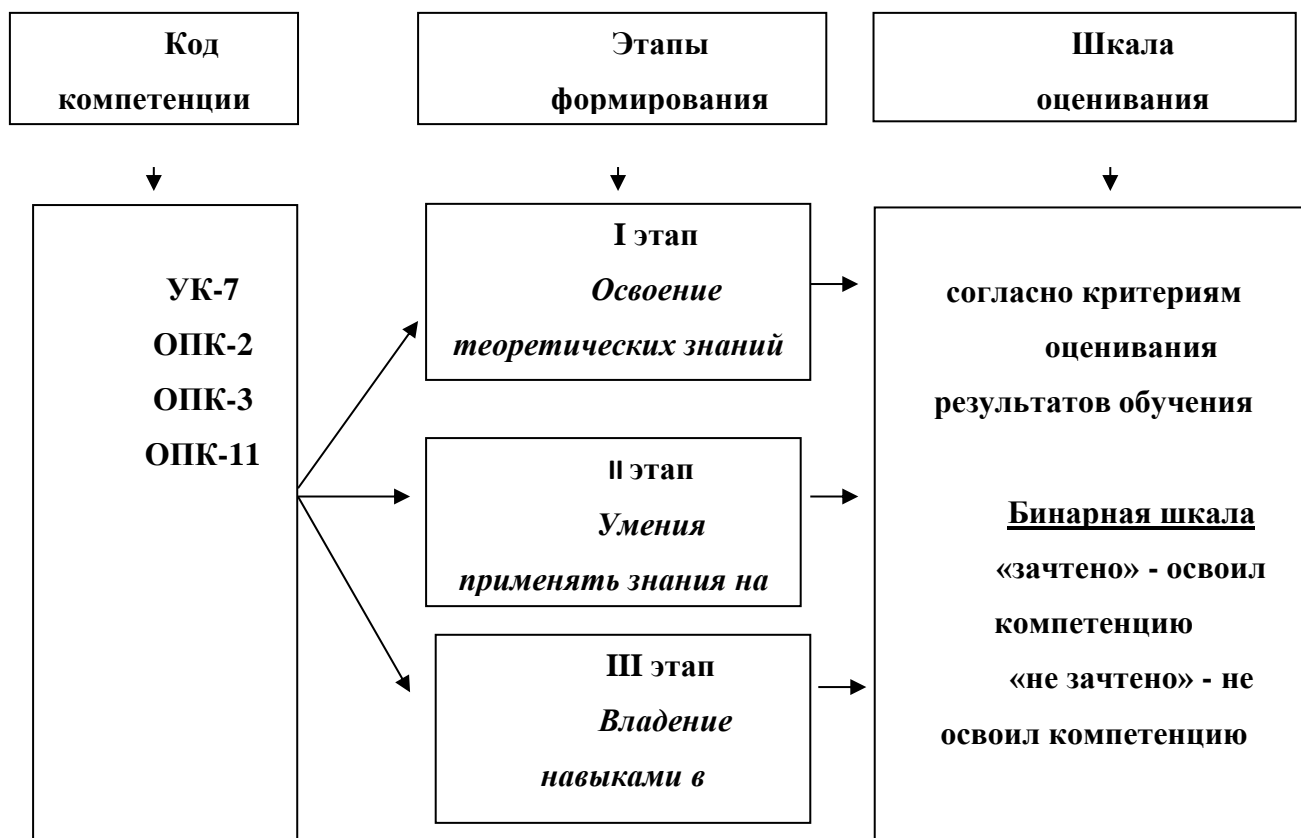 Код
компетенции
Этапы
формирования
Шкала
оценивания
УК-7
ОПК-2
ОПК-3
ОПК-11
I этап
Освоение
теоретических знаний
II этап
Умения
применять знания на
III этап
Владение
навыками в
согласно критериям
оценивания
результатов обучения
Бинарная шкала
«зачтено» - освоил
компетенцию
«не зачтено» - не
освоил компетенцию